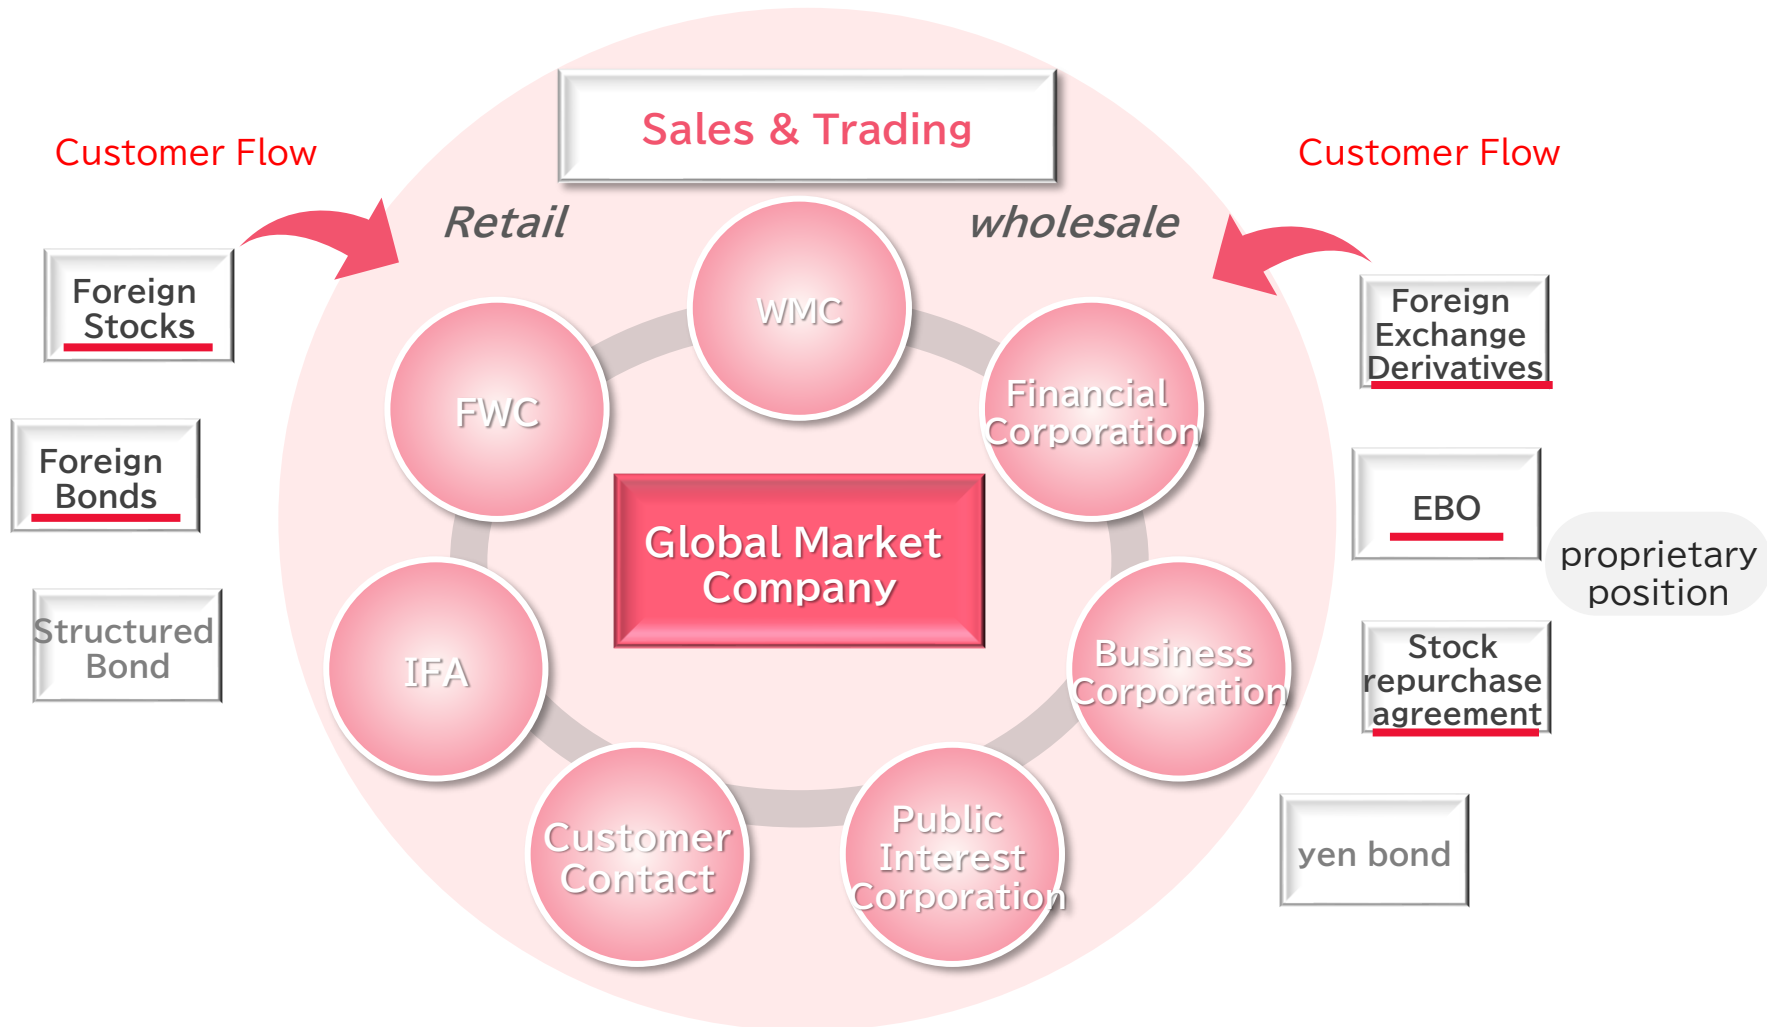 Sales & Trading
Customer Flow
Customer Flow
Retail
wholesale
Foreign
Stocks
Foreign
Bonds
Structured
Bond
WMC
FWC
Financial
Corporation
Global Market
Company
IFA
Business
Corporation
Customer
Contact
Public
Interest
Corporation
Foreign
Exchange
Derivatives
EBO
proprietary
position
Stock
repurchase
agreement
yen bond